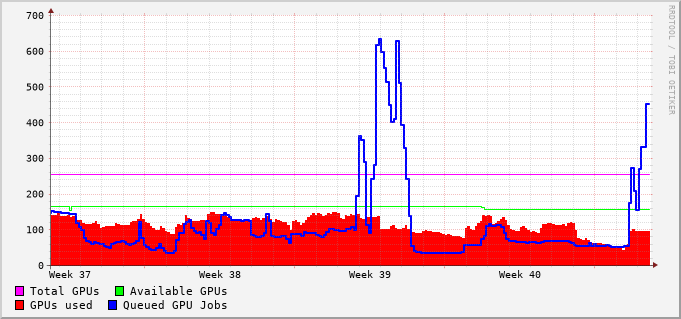 700
600
500
400
300
200
100
0
Week 37 Week 38 Week 39 Week 40
Total GPUs Available GPUs
GPUs used Queued GPU Jobs
RRDTOOL / TOBI OETIKER